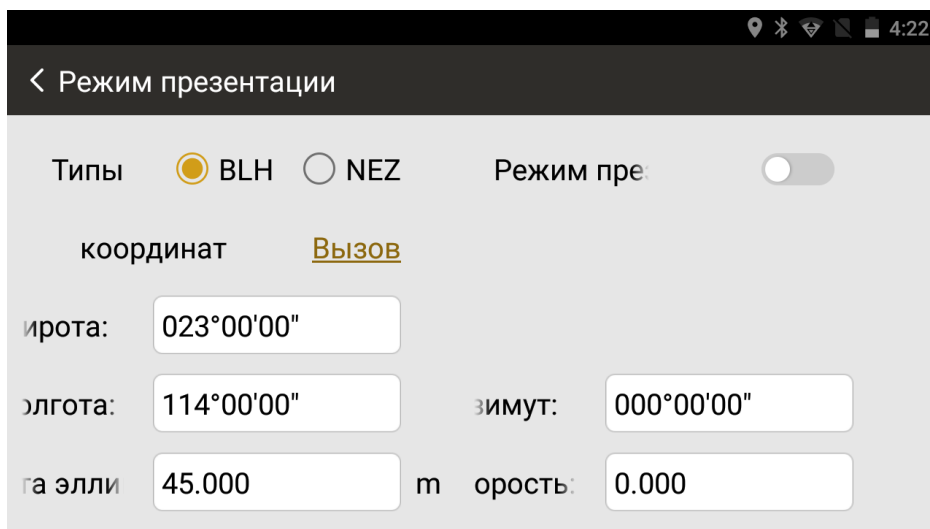 4:22
Режим презентации
Типы BLH NEZ Режим пре
координат Вызов
ирота: 023°00'00"
олгота: 114°00'00" зимут: 000°00'00"
та элли 45.000 m орость: 0.000